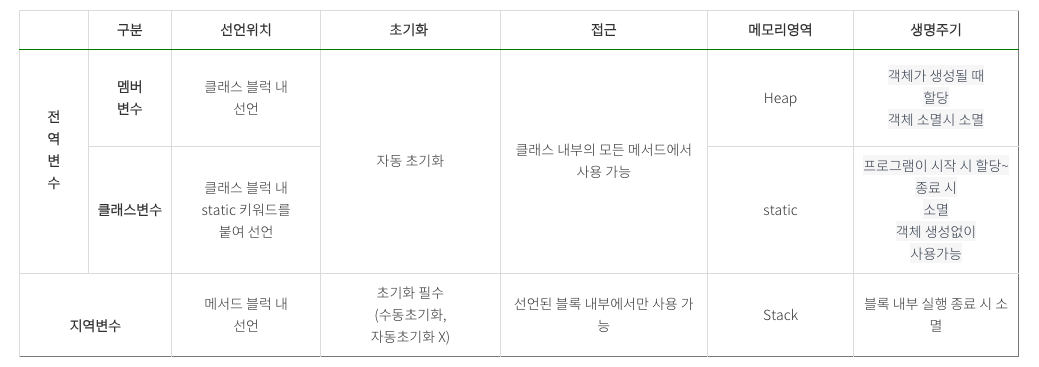 구분
선언위치
초기화
접근
메모리영역
생명주기
전
역
변
수
멤버
변수
클래스 블럭 내
선언
자동 초기화
클래스 내부의 모든 메서드에서
사용 가능
Heap
객체가 생성될 때
할당
객체 소멸시 소멸
클래스변수
클래스 블럭 내
static 키워드를
붙여 선언
static
프로그램이 시작 시 할당~
종료 시
소멸
객체 생성없이
사용가능
지역변수
메서드 블럭 내
선언
초기화 필수
(수동초기화,
자동초기화 X)
선언된 블록 내부에서만 사용 가
능
Stack
블록 내부 실행 종료 시 소
멸